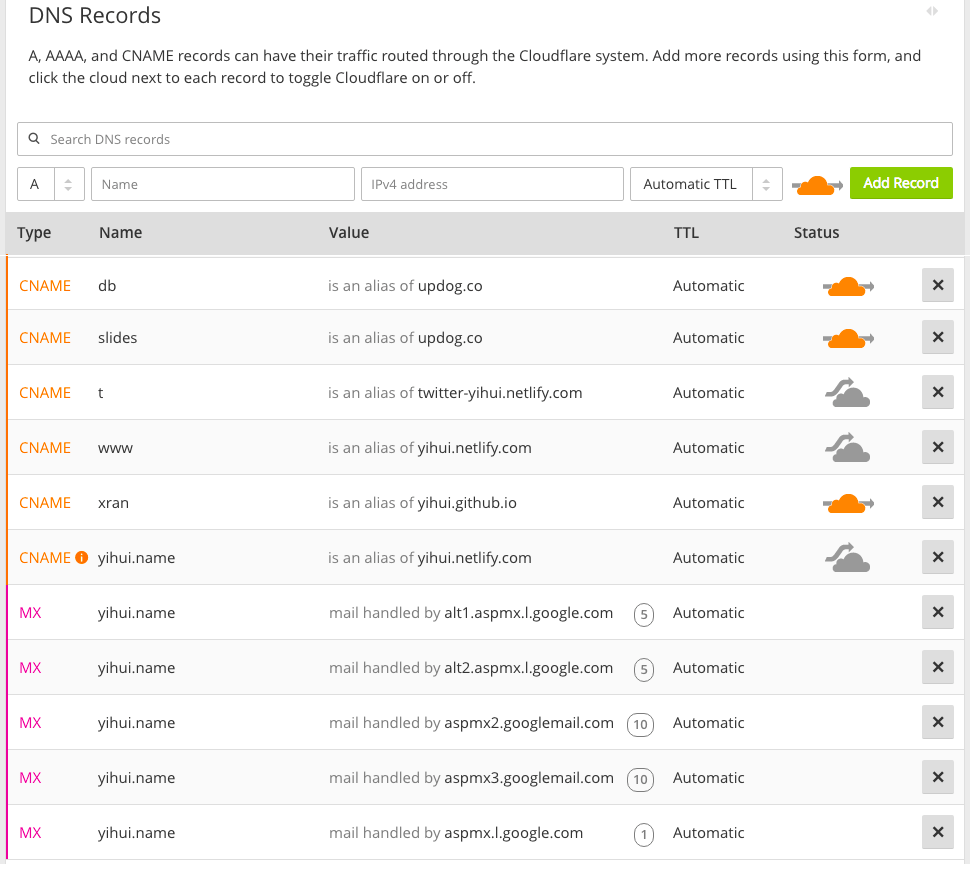 DNS Records
A, AAAA, and CNAME records can have their traffic routed through the Cloudflare system. Add more records using this form, and
click the cloud next to each record to toggle Cloudflare on or off.
Search DNS records
A Name IPv4 address Automatic TTL Add Record
Type Name Value TTL Status
CNAME db is an alias of updog.co Automatic
CNAME slides is an alias of updog.co Automatic
CNAME t is an alias of twitter-yihui.netlify.com Automatic
CNAME www is an alias of yihui.netlify.com Automatic
CNAME xran is an alias of yihui.github.io Automatic
CNAME yihui.name is an alias of yihui.netlify.com Automatic
MX yihui.name mail handled by alt1.aspmx.l.google.com 5 Automatic
MX yihui.name mail handled by alt2.aspmx.l.google.com 5 Automatic
MX yihui.name mail handled by aspmx2.googlemail.com 10 Automatic
MX yihui.name mail handled by aspmx3.googlemail.com 10 Automatic
MX yihui.name mail handled by aspmx.l.google.com 1 Automatic